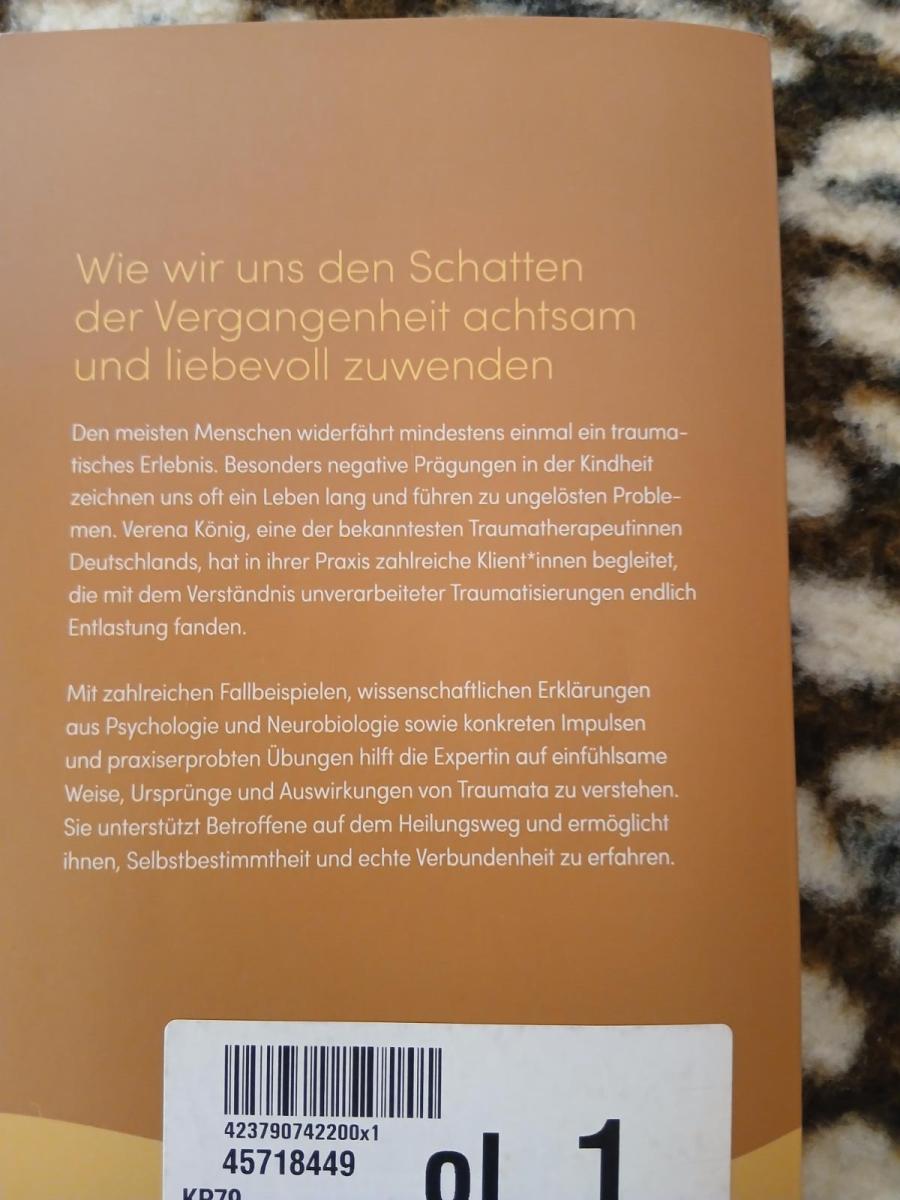 Wie wir uns den Schatten
der Vergangenheit achtsam
und liebevoll zuwenden
Den meisten Menschen widerfährt mindestens einmal ein trauma-
tisches Erlebnis. Besonders negative Prägungen in der Kindheit
zeichnen uns oft ein Leben lang und führen zu ungelösten Proble-
men. Verena König, eine der bekanntesten Traumatherapeutinnen
Deutschlands, hat in ihrer Praxis zahlreiche Klient*innen begleitet,
die mit dem Verständnis unverarbeiteter Traumatisierungen endlich
Entlastung fanden.
Mit zahlreichen Fallbeispielen, wissenschaftlichen Erklärungen
aus Psychologie und Neurobiologie sowie konkreten Impulsen
und praxiserprobten Übungen hilft die Expertin auf einfühlsame
Weise, Ursprünge und Auswirkungen von Traumata zu verstehen.
Sie unterstützt Betroffene auf dem Heilungsweg und ermöglicht
ihnen, Selbstbestimmtheit und echte Verbundenheit zu erfahren.
423790742200x1
45718449
1